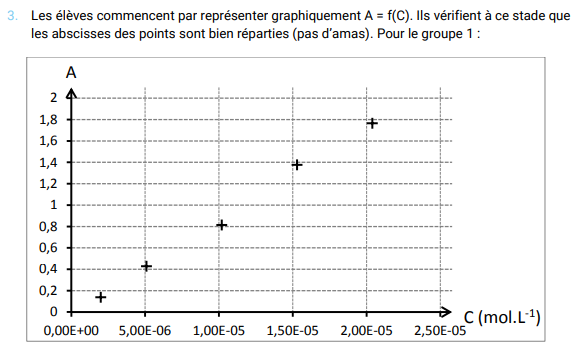 3. Les élèves commencent par représenter graphiquement A = f(C). Ils vérifient à ce stade que
les abscisses des points sont bien réparties (pas d'amas). Pour le groupe 1 :
A
2
1,8
1,6
1,4
1,2
1
0,8
0,6
0,4
0,2
0
0,00E+00 5,00E-06 1,00E-05 1,50E-05 2,00E-05 2,50E-05
C (mol.L⁻¹)